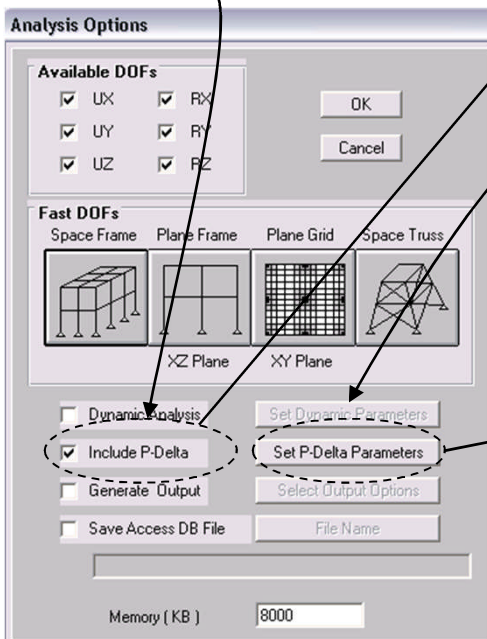 Analysis Options
Available DOFs
UX RX
UY RY
UZ RZ
OK
Cancel
Fast DOFs
Space Frame Plane Frame Plane Grid Space Truss
XZ Plane XY Plane
Dynamic Analysis Set Dynamic Parameters
Include P-Delta Set P-Delta Parameters
Generate Output Select Output Options
Save Access DB File File Name
Memory ( KB ) 8000